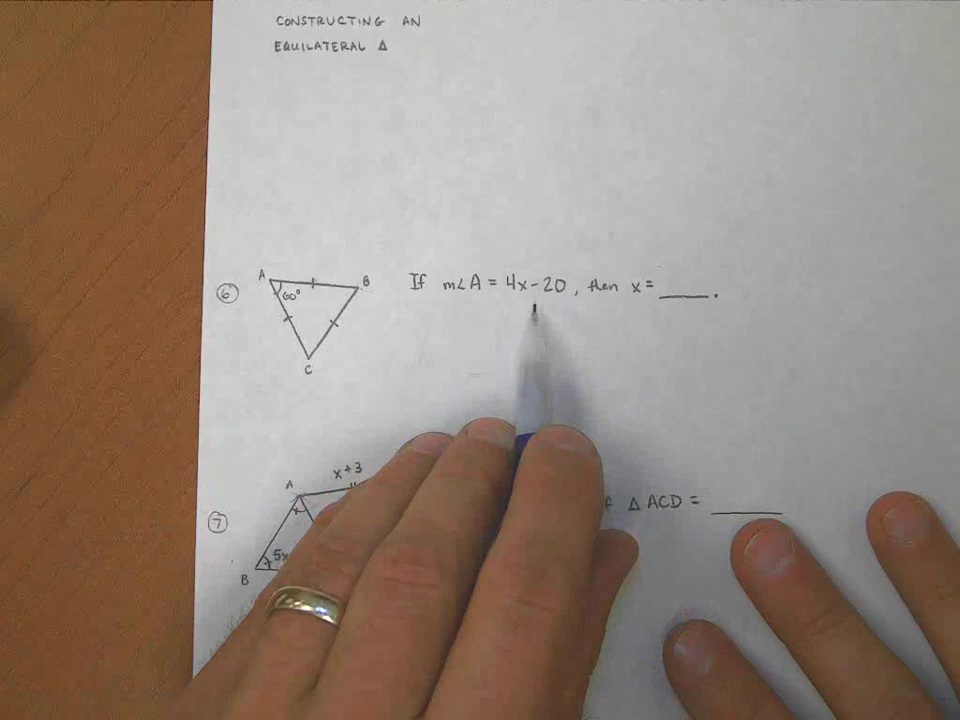 CONSTRUCTING AN
EQUILATERAL Δ
6
A
B
60°
C
If m∠A = 4x-20, then x= ____.
7
A
x+3
B
5x
Δ ACD = ____